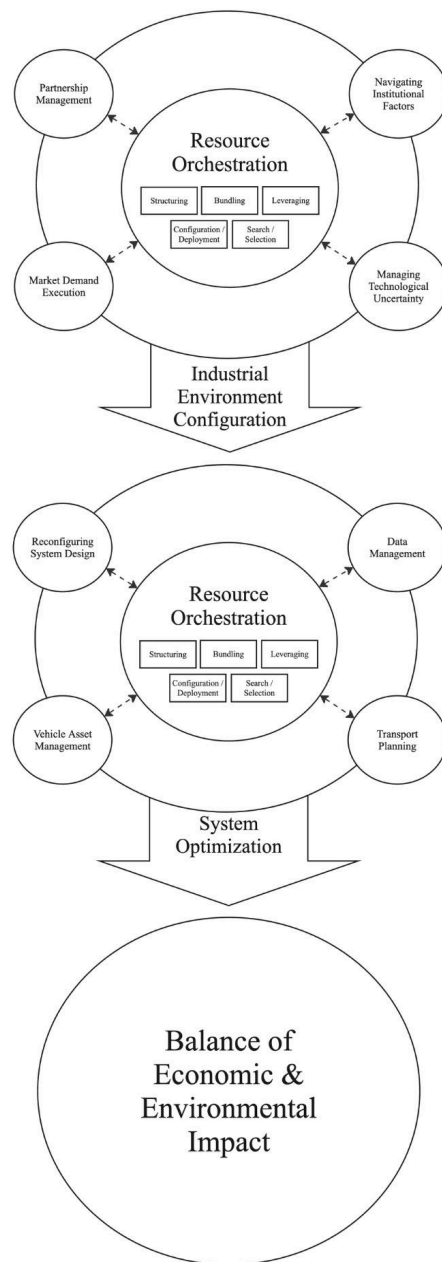 Partnership
Management
Navigating
Institutional
Factors
Resource
Orchestration
Structuring
Bundling
Leveraging
Configuration /
Deployment
Search /
Selection
Market Demand
Execution
Managing
Technological
Uncertainty
Industrial
Environment
Configuration
Reconfiguring
System Design
Data
Management
Resource
Orchestration
Structuring
Bundling
Leveraging
Configuration /
Deployment
Search /
Selection
Vehicle Asset
Management
Transport
Planning
System
Optimization
Balance of
Economic &
Environmental
Impact